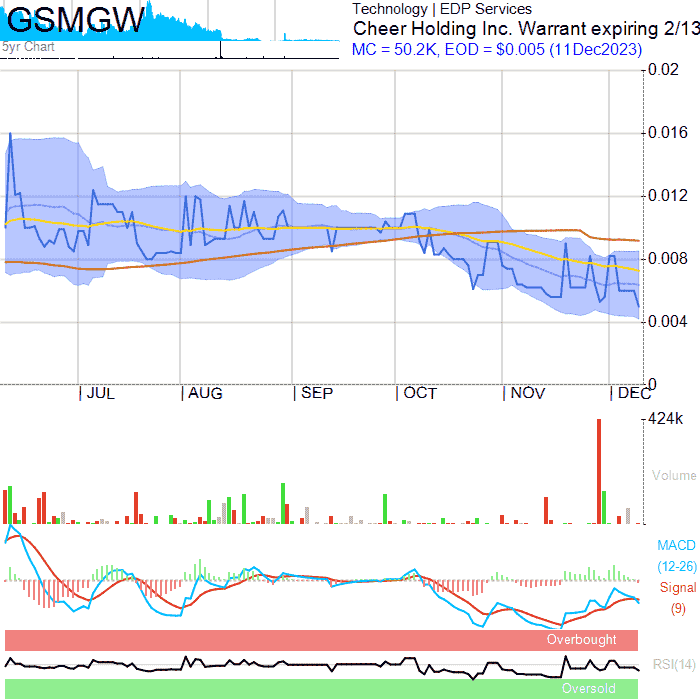 GSMGW
5yr Chart
Technology | EDP Services
Cheer Holding Inc. Warrant expiring 2/13
MC = 50.2K, EOD = $0.005 (11Dec2023)
0.02
0.016
0.012
0.008
0.004
0
JUL
AUG
SEP
OCT
NOV
DEC
424k
Volume
MACD
(12-26)
Signal
(9)
Overbought
RSI(14)
Oversold